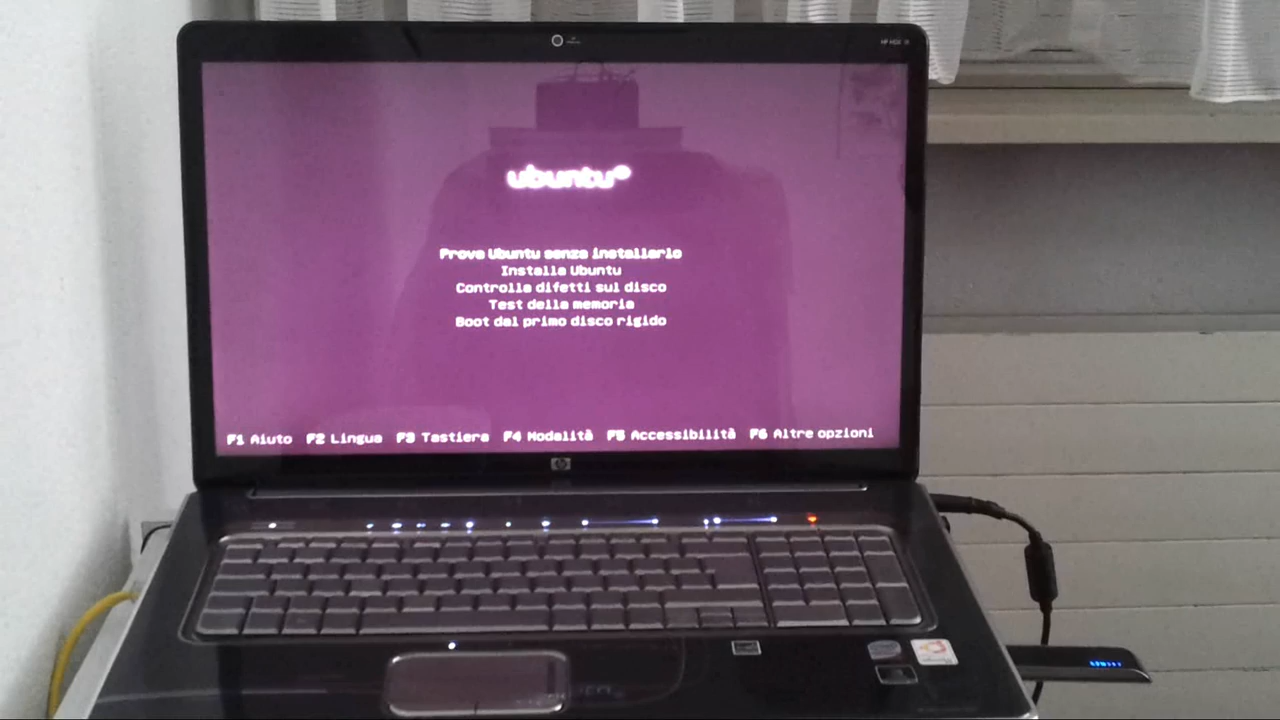 ubuntu
Prova Ubuntu senza installarlo
Installa Ubuntu
Controlla difetti sul disco
Test della memoria
Boot dal primo disco rigido
F1 Aiuto F2 Lingua F3 Tastiera F4 Modalità F5 Accessibilità F6 Altre opzioni
hp